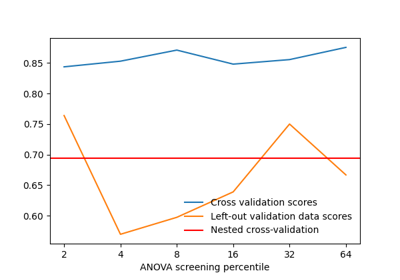 0.85
0.80
0.75
0.70
0.65
0.60
Cross validation scores
Left-out validation data scores
Nested cross-validation
2 4 8 16 32 64
ANOVA screening percentile